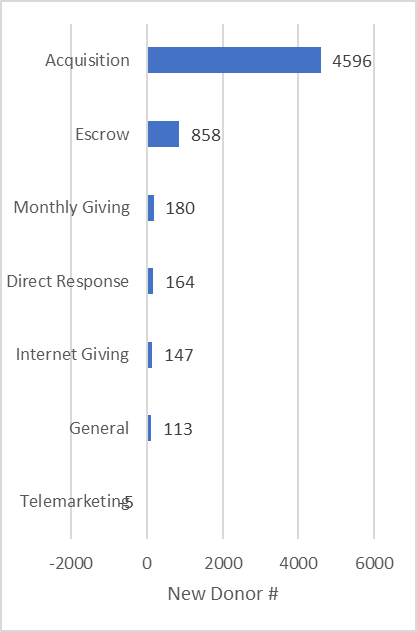 Acquisition 4596
Escrow 858
Monthly Giving 180
Direct Response 164
Internet Giving 147
General 113
Telemarketing -5
-2000 0 2000 4000 6000
New Donor #